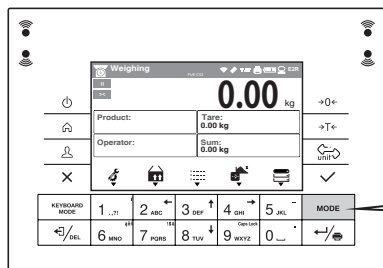 Weighing E2R
0.00 kg
→0←
Product:
Tare:
0.00 kg
→T←
Operator:
Sum:
0.00 kg
unit
KEYBOARD
MODE
1 .,?!
2 ABC ←
3 DEF ↑
4 GHI →
5 JKL -
MODE
/DEL
6 MNO
7 PQRS
8 TUV ↓
9 WXYZ Caps Lock
0